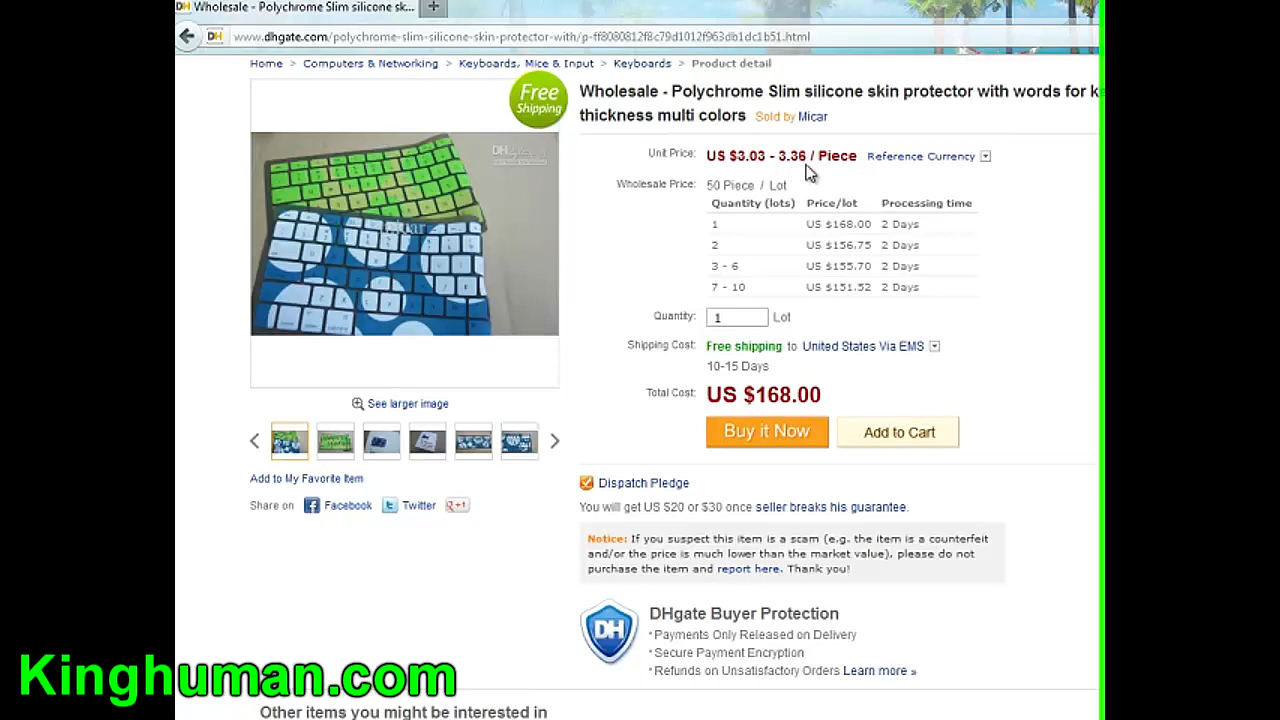 Wholesale - Polychrome Slim silicone sk...
www.dhgate.com/polychrome-slim-silicone-skin-protector-with/p-ff8080812f8c79d1012f963db1dc1b51.html
Home > Computers & Networking > Keyboards, Mice & Input > Keyboards > Product detail
Free
Shipping
Wholesale - Polychrome Slim silicone skin protector with words for k
thickness multi colors Sold by Micar
Unit Price: US $3.03 - 3.36 / Piece Reference Currency
Wholesale Price: 50 Piece / Lot
Quantity (lots) Price/lot Processing time
1 US $168.00 2 Days
2 US $156.75 2 Days
3 - 6 US $155.70 2 Days
7 - 10 US $151.52 2 Days
Quantity: 1 Lot
Shipping Cost: Free shipping to United States Via EMS
10-15 Days
Total Cost: US $168.00
Buy it Now Add to Cart
See larger image
Add to My Favorite Item
Share on Facebook Twitter +1
Dispatch Pledge
You will get US $20 or $30 once seller breaks his guarantee.
Notice: If you suspect this item is a scam (e.g. the item is a counterfeit
and/or the price is much lower than the market value), please do not
purchase the item and report here. Thank you!
DH
DHgate Buyer Protection
Payments Only Released on Delivery
Secure Payment Encryption
Refunds on Unsatisfactory Orders Learn more »
Kinghuman.com
Other items you might be interested in